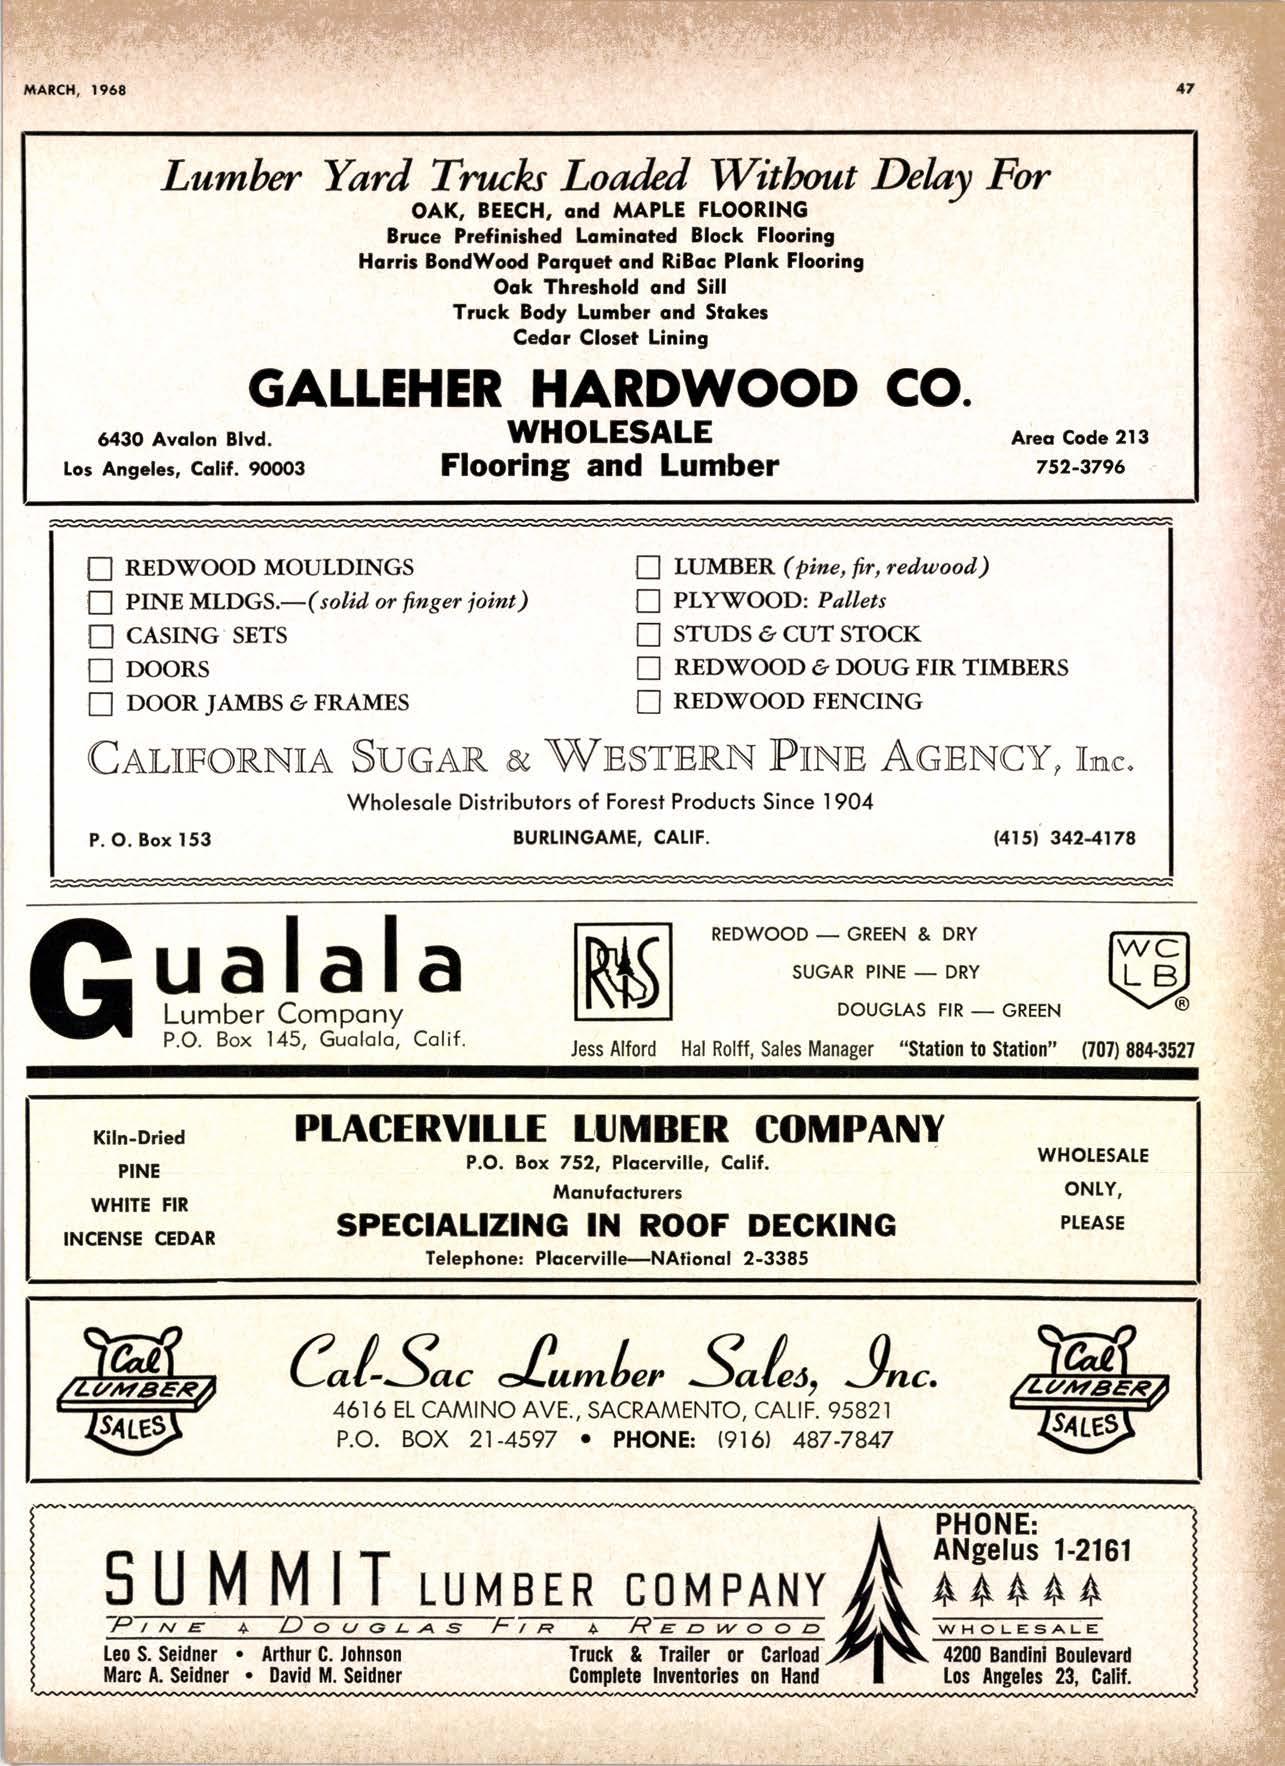 MARCH, 1968
47
Lumber Yard Trucks Loaded Without Delay For
OAK, BEECH, and MAPLE FLOORING
Bruce Prefinished Laminated Block Flooring
Harris BondWood Parquet and RiBac Plank Flooring
Oak Threshold and Sill
Truck Body Lumber and Stakes
Cedar Closet Lining
GALLEHER HARDWOOD CO.
6430 Avalon Blvd.
Los Angeles, Calif. 90003
WHOLESALE
Flooring and Lumber
Area Code 213
752-3796
☐ REDWOOD MOULDINGS
☐ PINE MLDGS.—(solid or finger joint)
☐ CASING SETS
☐ DOORS
☐ DOOR JAMBS & FRAMES
☐ LUMBER (pine, fir, redwood)
☐ PLYWOOD: Pallets
☐ STUDS & CUT STOCK
☐ REDWOOD & DOUG FIR TIMBERS
☐ REDWOOD FENCING
CALIFORNIA SUGAR & WESTERN PINE AGENCY, Inc.
Wholesale Distributors of Forest Products Since 1904
P. O. Box 153 BURLINGAME, CALIF. (415) 342-4178
Gualala
Lumber Company
P.O. Box 145, Gualala, Calif.
RIS
REDWOOD — GREEN & DRY
SUGAR PINE — DRY
DOUGLAS FIR — GREEN
WC
LB
®
Jess Alford Hal Rolff, Sales Manager "Station to Station" (707) 884-3527
Kiln-Dried
PINE
WHITE FIR
INCENSE CEDAR
PLACERVILLE LUMBER COMPANY
P.O. Box 752, Placerville, Calif.
Manufacturers
SPECIALIZING IN ROOF DECKING
Telephone: Placerville—NAtional 2-3385
WHOLESALE
ONLY,
PLEASE
Cal
LUMBER
SALES
Cal-Sac Lumber Sales, Inc.
4616 EL CAMINO AVE., SACRAMENTO, CALIF. 95821
P.O. BOX 21-4597 • PHONE: (916) 487-7847
Cal
LUMBER
SALES
SUMMIT LUMBER COMPANY
PINE DOUGLAS FIR REDWOOD
Leo S. Seidner • Arthur C. Johnson
Marc A. Seidner • David M. Seidner
Truck & Trailer or Carload
Complete Inventories on Hand
PHONE:
ANgelus 1-2161
WHOLESALE
4200 Bandini Boulevard
Los Angeles 23, Calif.